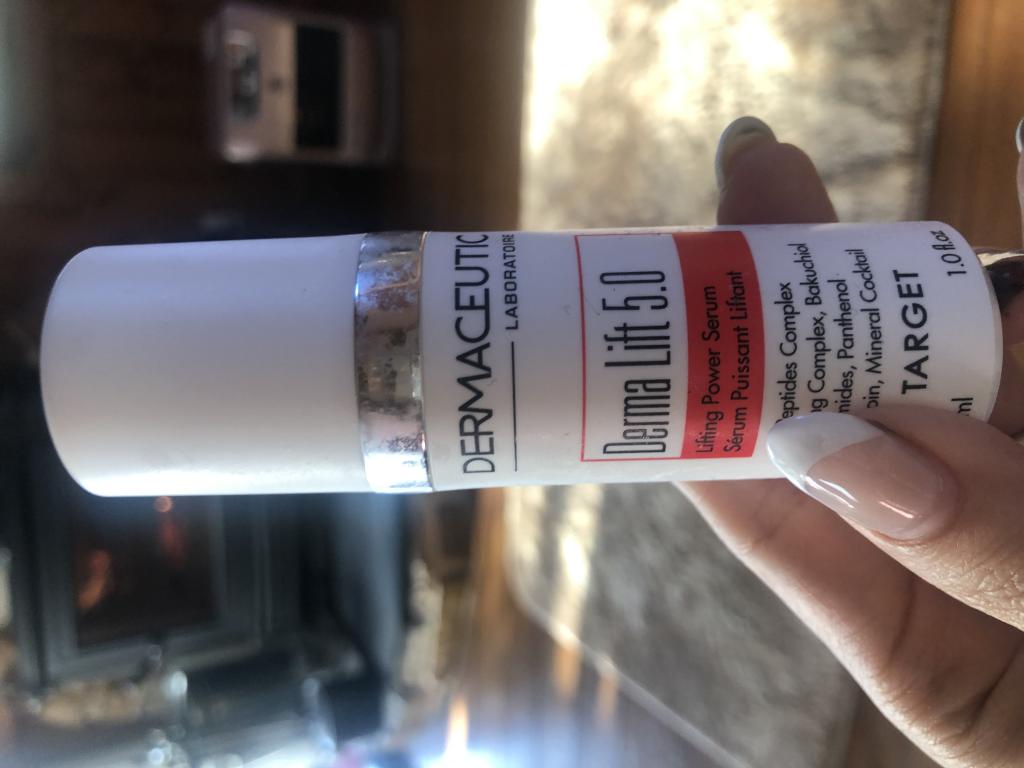 DERMACEUTIC
LABORATOIRE
Derma Lift 5.0
Lifting Power Serum
Sérum Puissant Liftant
Complex
Complex, Bakuchiol
Panthenol
Mineral Cocktail
TARGET
1.0 fl.oz